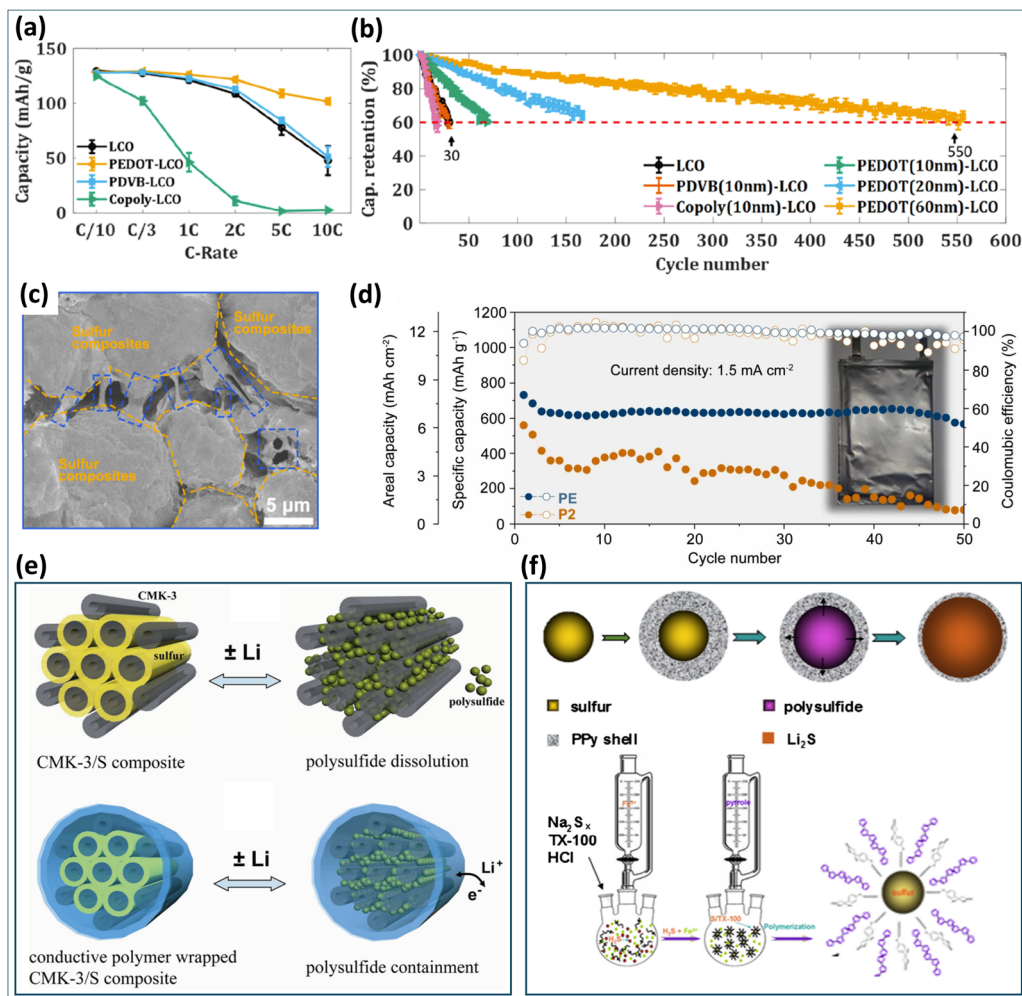 (a)
Capacity (mAh/g)
150
100
50
0
LCO
PEDOT-LCO
PDVB-LCO
Copoly-LCO
C/10 C/3 1C 2C 5C 10C
C-Rate
(b)
Cap. retention (%)
100
80
60
40
20
0
30
550
LCO
PDVB(10nm)-LCO
Copoly(10nm)-LCO
PEDOT(10nm)-LCO
PEDOT(20nm)-LCO
PEDOT(60nm)-LCO
50 100 150 200 250 300 350 400 450 500 550 600
Cycle number
(c)
Sulfur
composites
Sulfur
composites
Sulfur
composites
5 μm
(d)
Areal capacity (mAh cm⁻²)
12
9
6
3
0
Specific capacity (mAh g⁻¹)
1200
1000
800
600
400
200
0
Current density: 1.5 mA cm⁻²
PE
P2
Coulombic efficiency (%)
100
80
60
40
20
0
0 10 20 30 40 50
Cycle number
(e)
CMK-3
sulfur
± Li
polysulfide
CMK-3/S composite
polysulfide dissolution
± Li
Li⁺
e⁻
conductive polymer wrapped
CMK-3/S composite
polysulfide containment
(f)
sulfur
polysulfide
PPy shell
Li₂S
Na₂Sₓ
TX-100
HCl
pyrrole
H₂S
H₂S + Fe³⁺
S/TX-100
Polymerization
sulfur